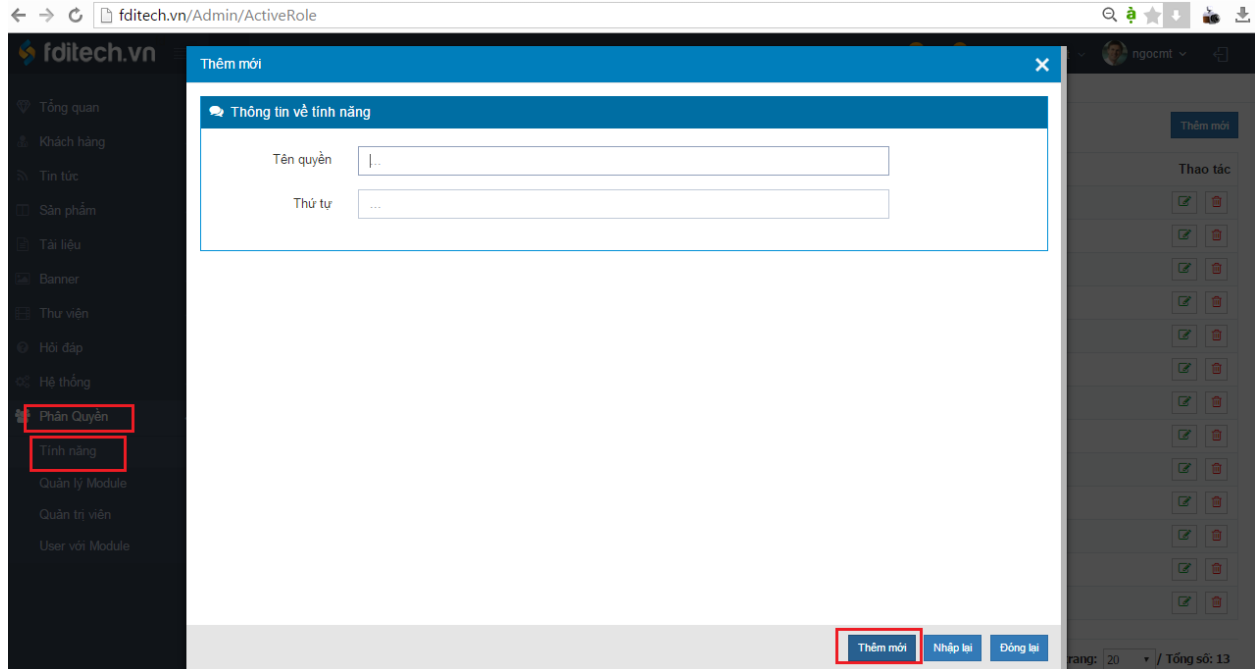 fditech.vn/Admin/ActiveRole
fditech.vn
ngocmt
Thêm mới
Thông tin về tính năng
Tên quyền
...
Thứ tự
...
Thêm mới
Thao tác
Tổng quan
Khách hàng
Tin tức
Sản phẩm
Tài liệu
Banner
Thư viện
Hỏi đáp
Hệ thống
Phân Quyền
Tính năng
Quản lý Module
Quản trị viên
User với Module
Thêm mới
Nhập lại
Đóng lại
trang: 20 / Tổng số: 13